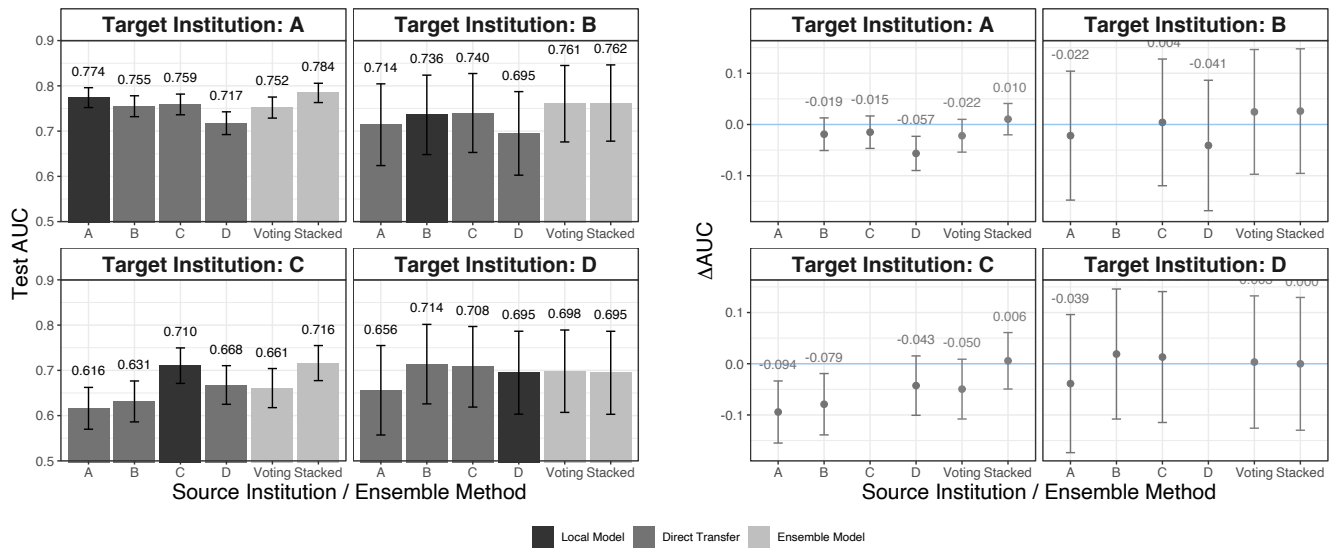 Target Institution: A
Target Institution: B
0.9
0.8
0.7
0.6
0.5
0.774
0.755
0.759
0.717
0.752
0.784
0.714
0.736
0.740
0.695
0.761
0.762
A B C D Voting Stacked
A B C D Voting Stacked
Test AUC
Target Institution: C
Target Institution: D
0.9
0.8
0.7
0.6
0.5
0.616
0.631
0.710
0.668
0.661
0.716
0.656
0.714
0.708
0.695
0.698
0.695
A B C D Voting Stacked
A B C D Voting Stacked
Source Institution / Ensemble Method
Target Institution: A
Target Institution: B
0.1
0.0
-0.1
-0.019
-0.015
-0.057
-0.022
0.010
-0.022
0.004
-0.041
A B C D Voting Stacked
A B C D Voting Stacked
ΔAUC
Target Institution: C
Target Institution: D
0.1
0.0
-0.1
-0.094
-0.079
-0.043
-0.050
0.006
-0.039
0.000
A B C D Voting Stacked
A B C D Voting Stacked
Source Institution / Ensemble Method
Local Model
Direct Transfer
Ensemble Model